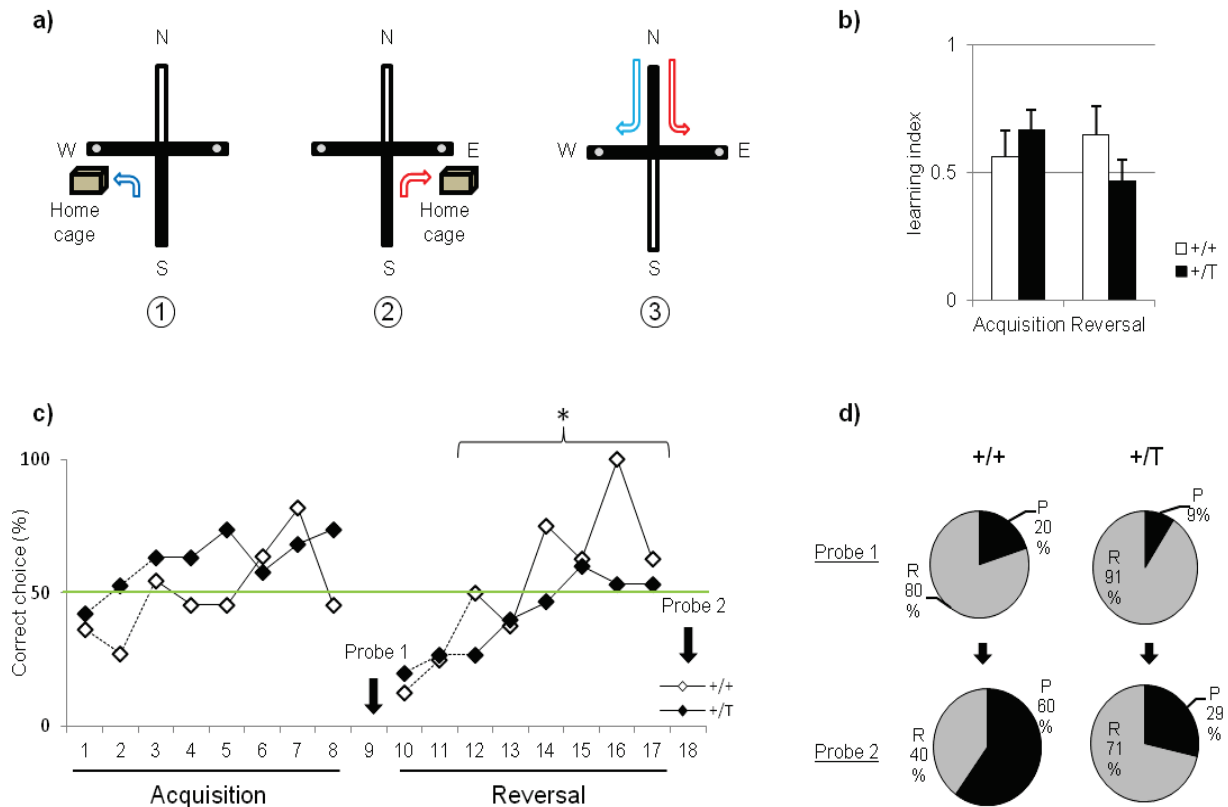 a)
N
W
Home
cage
S
1
N
E
Home
cage
S
2
N
W E
S
3
b)
learning index
1
0.5
0
Acquisition Reversal
+/+
+/T
c)
Correct choice (%)
100
50
0
*
Probe 1
Probe 2
+/+
+/T
1 2 3 4 5 6 7 8 9 10 11 12 13 14 15 16 17 18
Acquisition Reversal
d)
+/+ +/T
Probe 1
P
20
%
R
80
%
P
9%
R
91
%
Probe 2
P
60
%
R
40
%
P
29
%
R
71
%